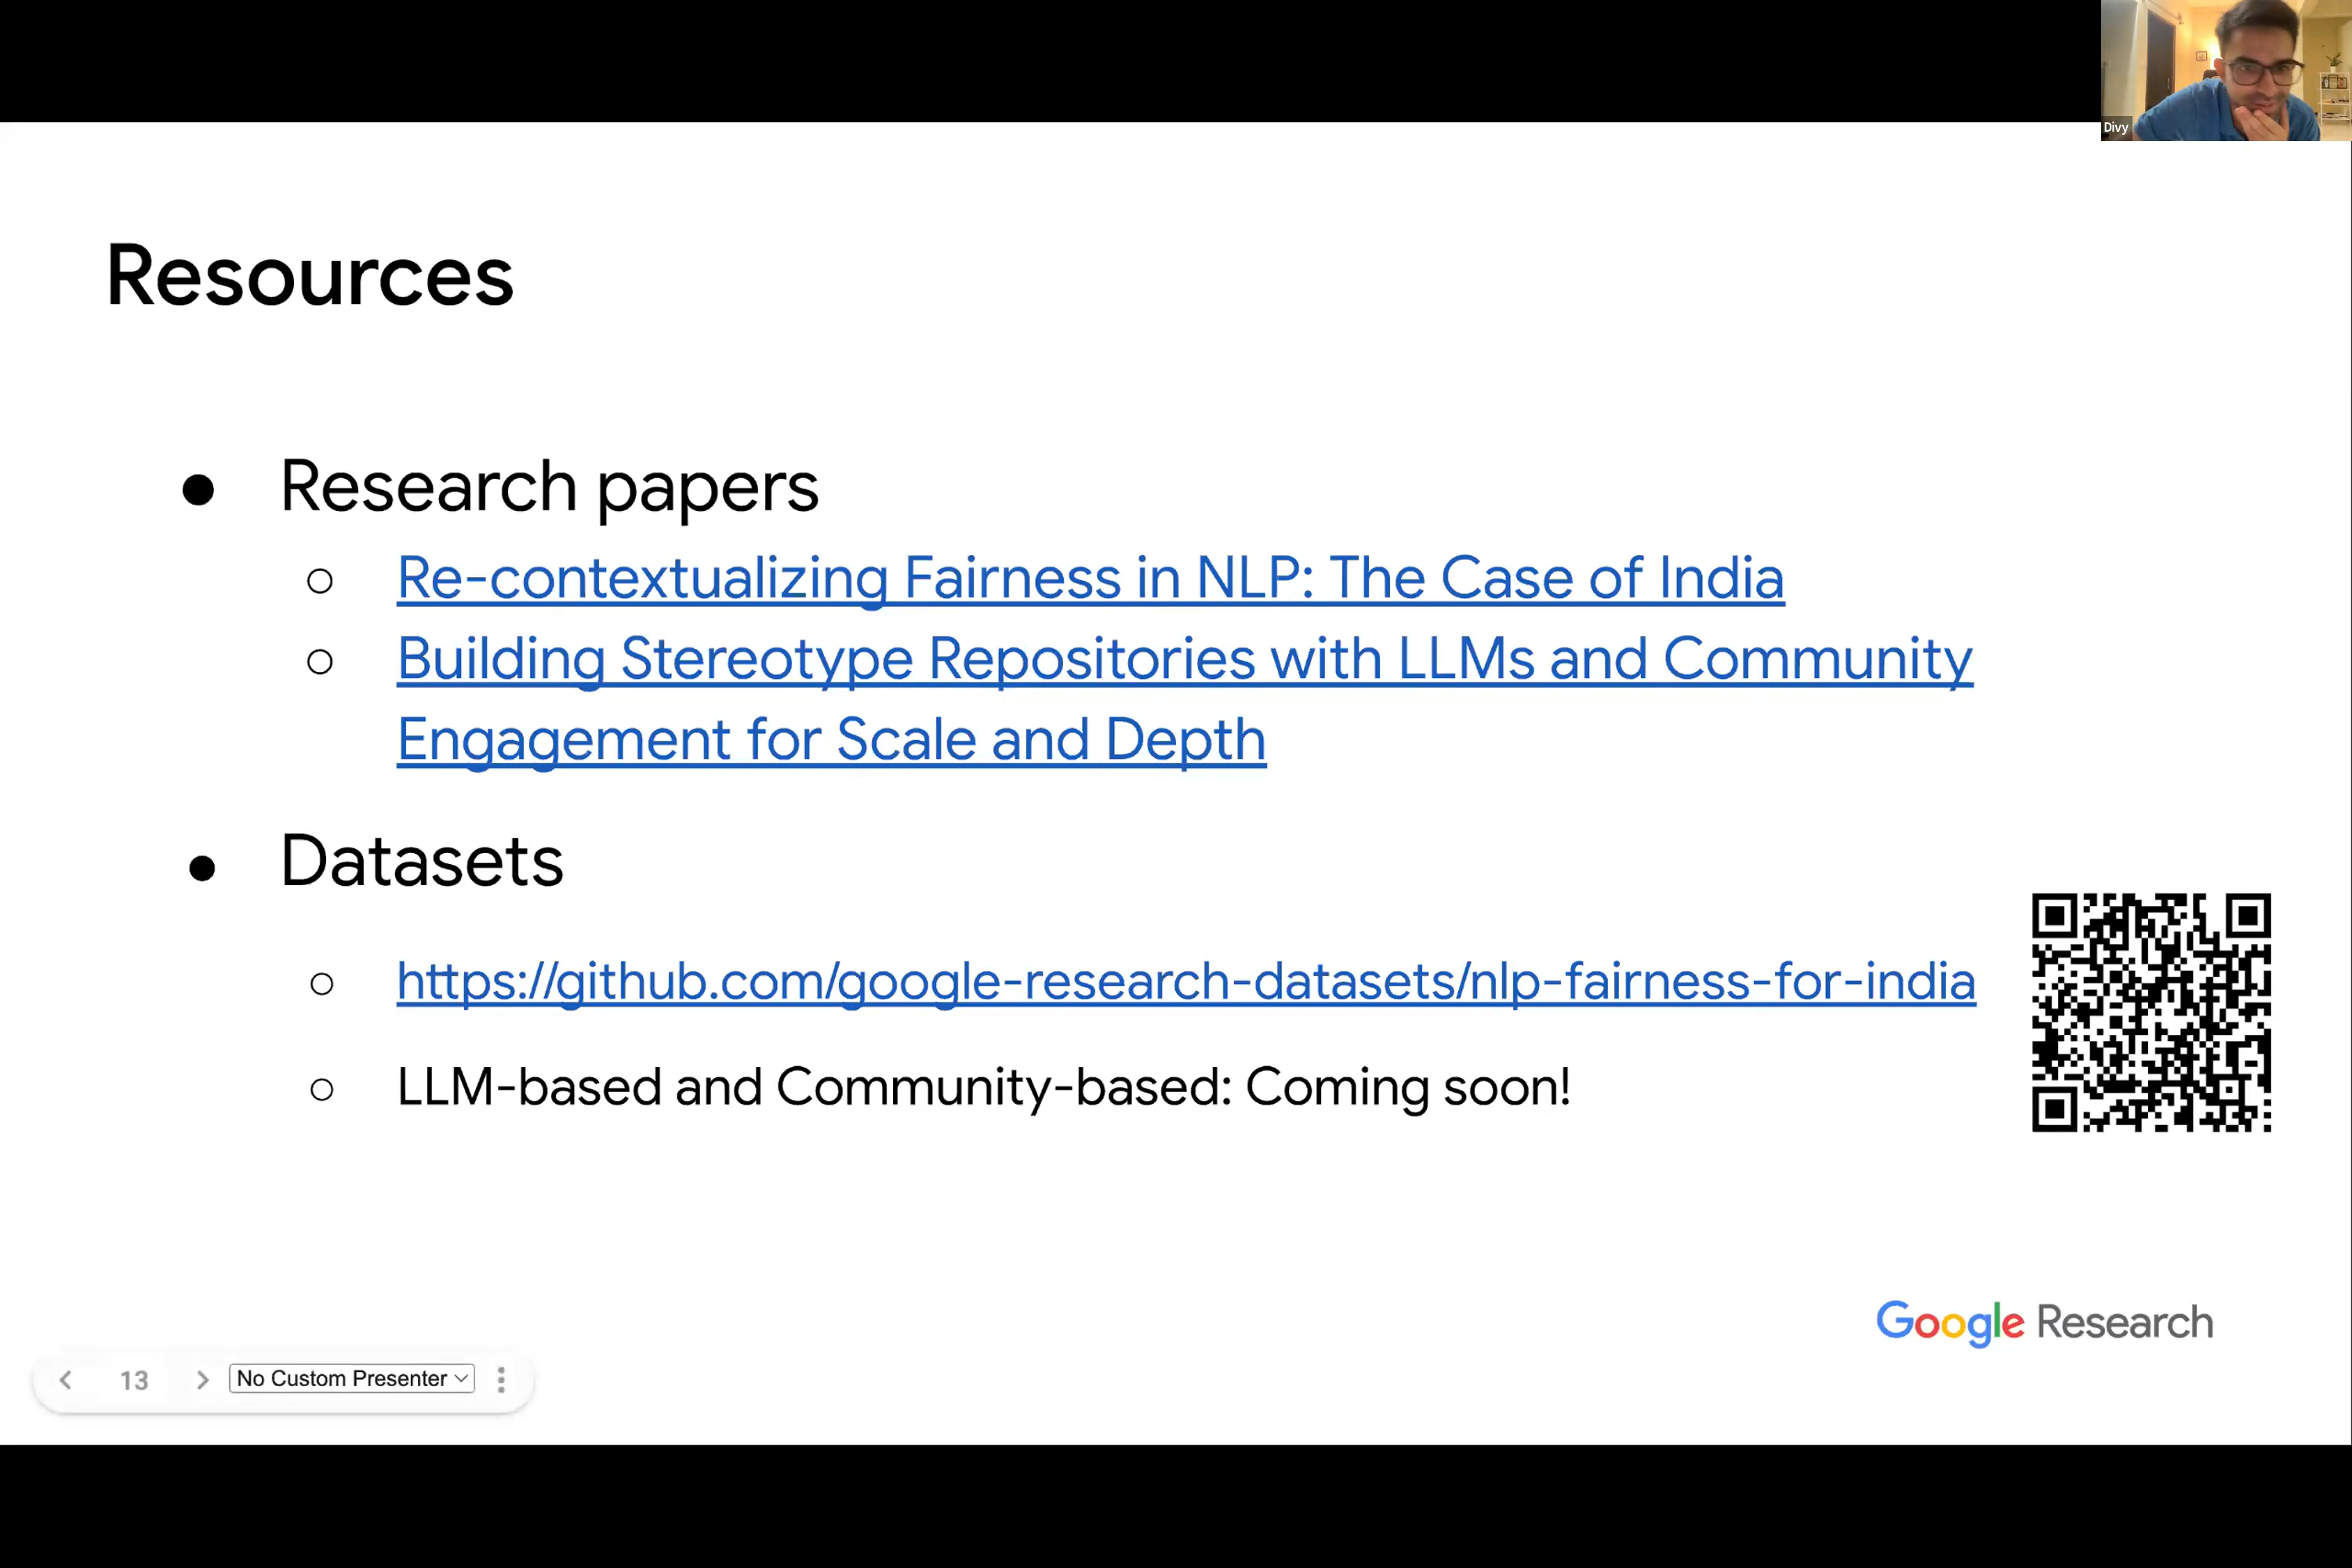 Divy
Resources
Research papers
Re-contextualizing Fairness in NLP: The Case of India
Building Stereotype Repositories with LLMs and Community
Engagement for Scale and Depth
Datasets
https://github.com/google-research-datasets/nlp-fairness-for-india
LLM-based and Community-based: Coming soon!
Google Research
13 No Custom Presenter